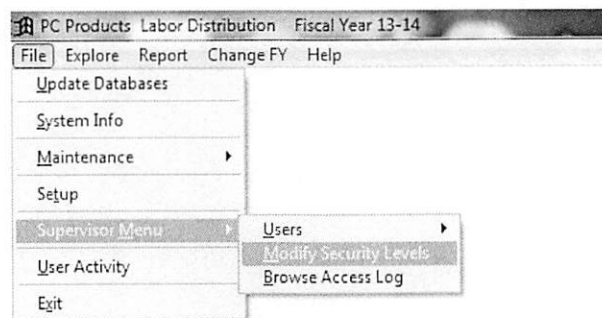 PC Products Labor Distribution Fiscal Year 13-14
File Explore Report Change FY Help
Update Databases
System Info
Maintenance
Setup
Supervisor Menu
Users
Modify Security Levels
Browse Access Log
User Activity
Exit